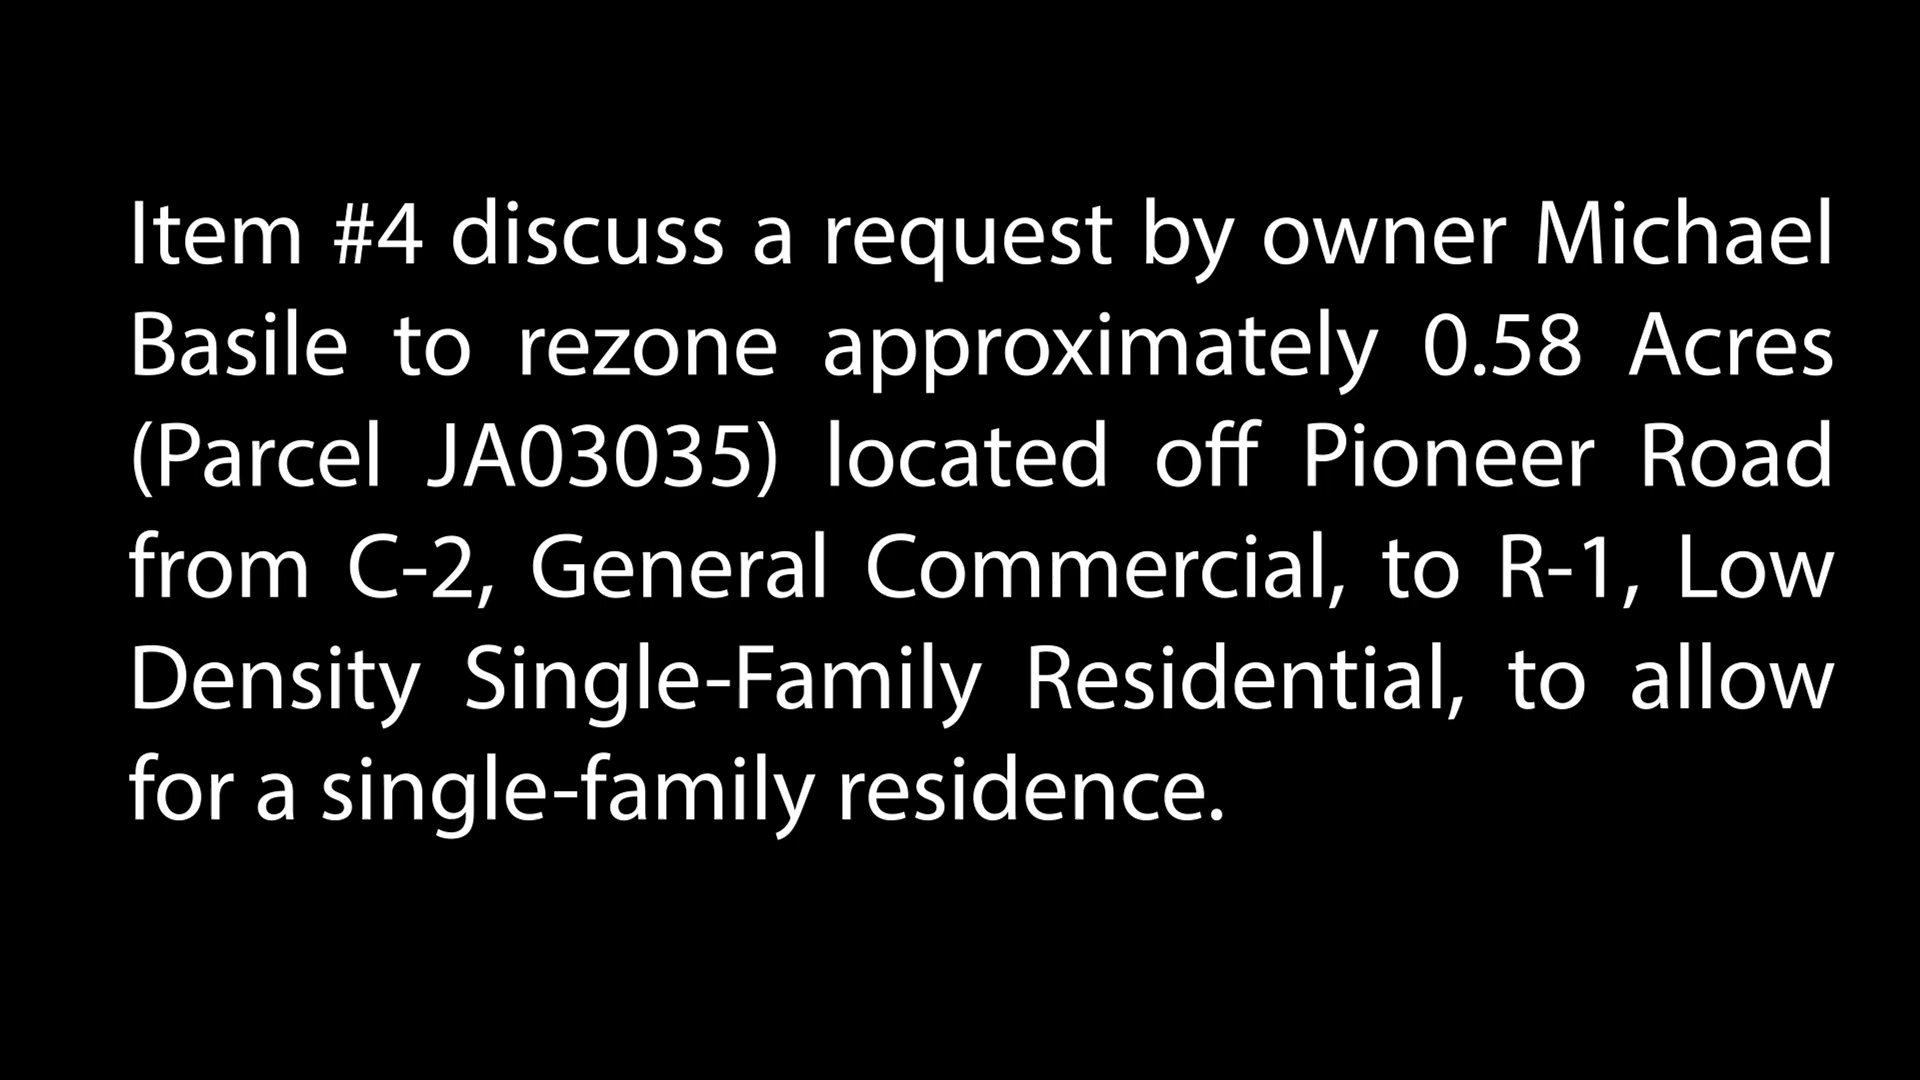 Item #4 discuss a request by owner Michael
Basile to rezone approximately 0.58 Acres
(Parcel JA03035) located off Pioneer Road
from C-2, General Commercial, to R-1, Low
Density Single-Family Residential, to allow
for a single-family residence.